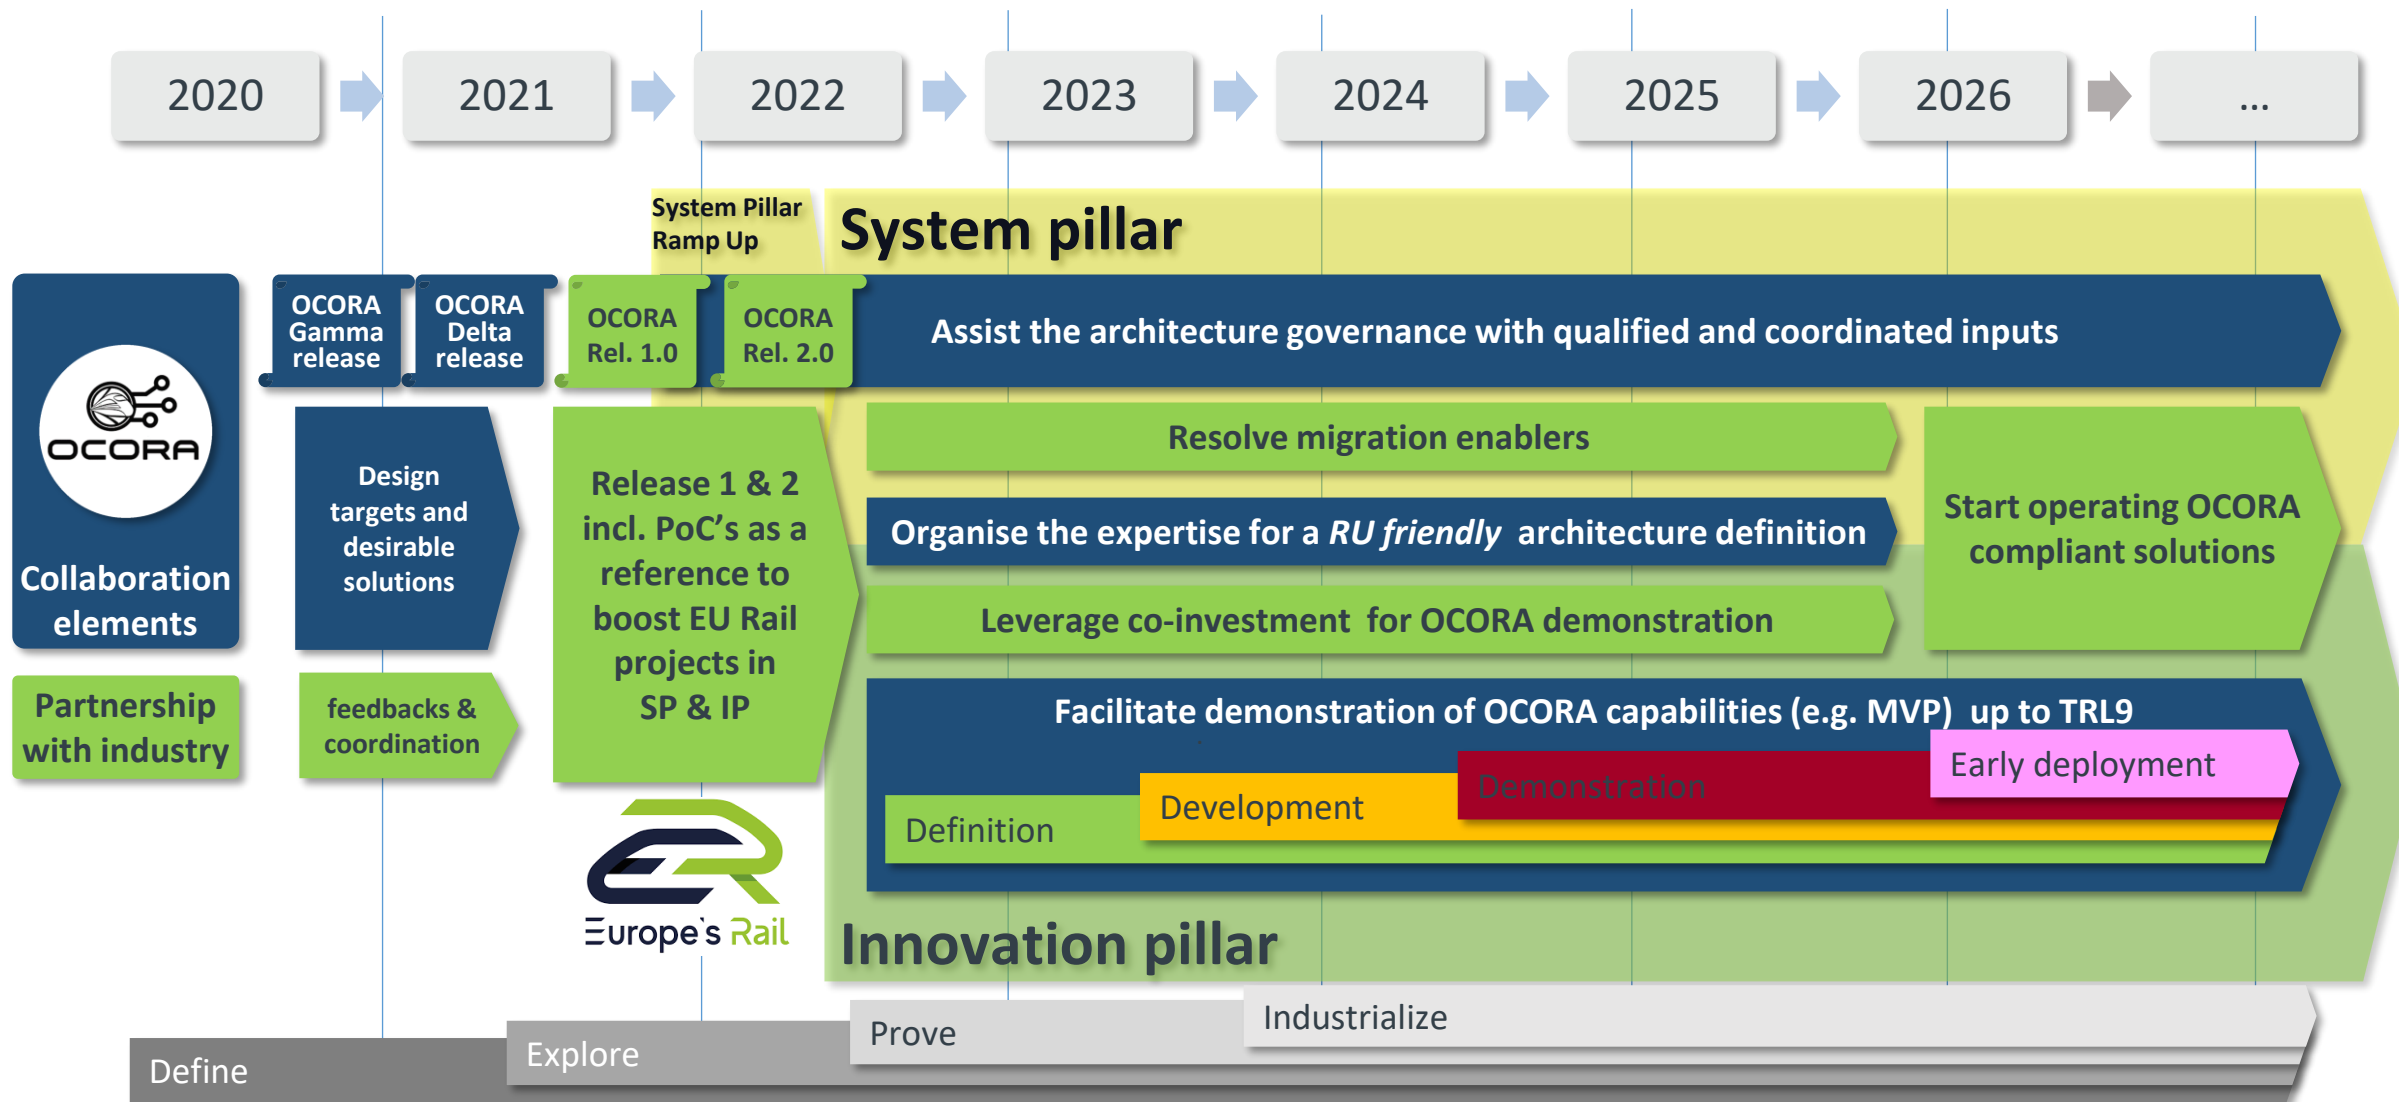 2020
2021
2022
2023
2024
2025
2026
...
System Pillar
Ramp Up
System pillar
OCORA
Gamma
release
OCORA
Delta
release
OCORA
Rel. 1.0
OCORA
Rel. 2.0
Assist the architecture governance with qualified and coordinated inputs
OCORA
Collaboration
elements
Design
targets and
desirable
solutions
Release 1 & 2
incl. PoC’s as a
reference to
boost EU Rail
projects in
SP & IP
Resolve migration enablers
Organise the expertise for a RU friendly architecture definition
Leverage co-investment for OCORA demonstration
Start operating OCORA
compliant solutions
Partnership
with industry
feedbacks &
coordination
Facilitate demonstration of OCORA capabilities (e.g. MVP) up to TRL9
Definition
Development
Demonstration
Early deployment
Europe's Rail
Innovation pillar
Define
Explore
Prove
Industrialize